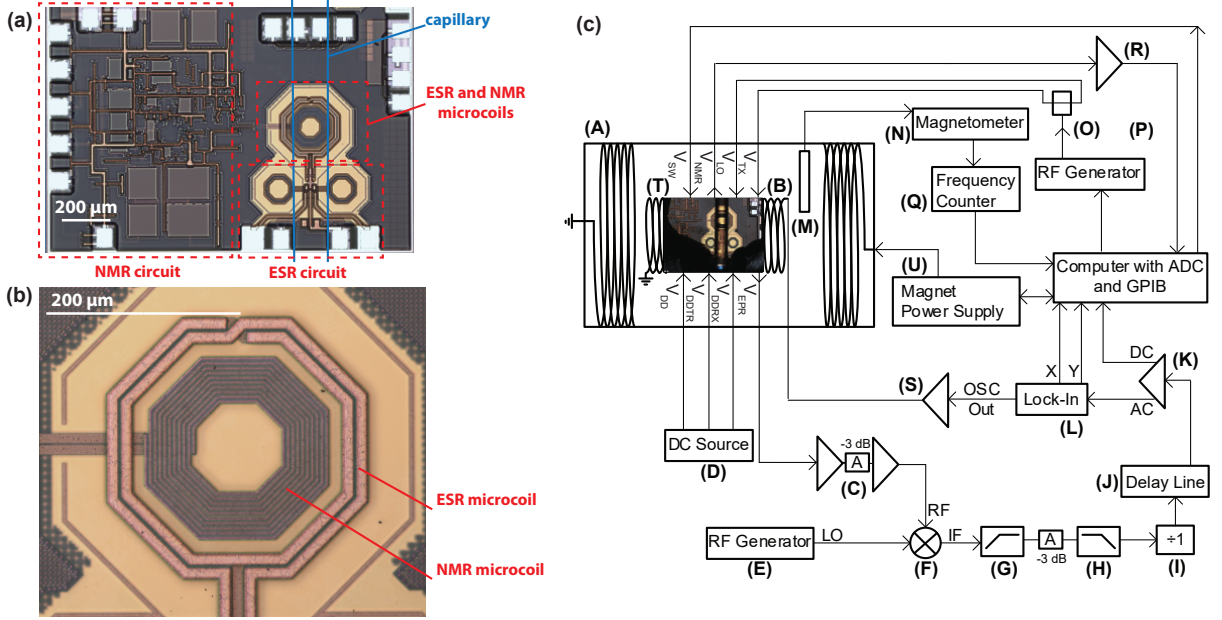 (a)
capillary
ESR and NMR
microcoils
200 µm
NMR circuit
ESR circuit
(b)
200 µm
ESR microcoil
NMR microcoil
(c)
(R)
(A)
(N)
Magnetometer
(O)
(P)
RF Generator
V SW
V NMR
V LO
V TX
(T)
(B)
(M)
(Q)
Frequency
Counter
Computer with ADC
and GPIB
(U)
Magnet
Power Supply
V DD
V DDTR
V DDRX
V EPR
DC
(K)
X
Y
AC
(S)
OSC
Out
Lock-In
(L)
DC Source
(D)
-3 dB
A
(C)
(J)
Delay Line
RF
RF Generator
LO
IF
A
÷1
(E)
(F)
(G)
-3 dB
(H)
(I)